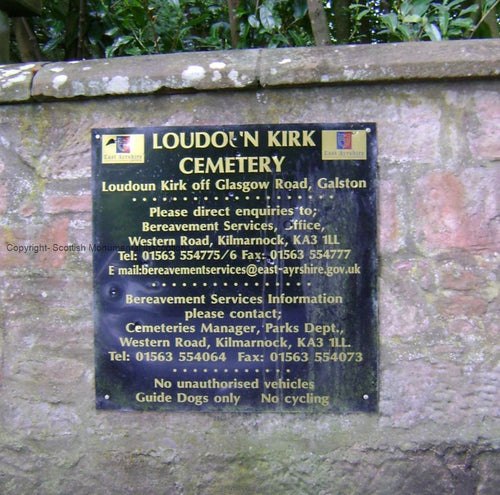 East Ayrshire
LOUDOUN KIRK
East Ayrshire
CEMETERY
Loudoun Kirk off Glasgow Road, Galston
Please direct enquiries to;
Bereavement Services, Office,
Western Road, Kilmarnock, KA3 1LL
Tel: 01563 554775/6 Fax: 01563 554777
E mail:bereavementservices@east-ayrshire.gov.uk
Bereavement Services Information
please contact;
Cemeteries Manager, Parks Dept.,
Western Road, Kilmarnock, KA3 1LL.
Tel: 01563 554064 Fax: 01563 554073
No unauthorised vehicles
Guide Dogs only No cycling
Copyright- Scottish Monume